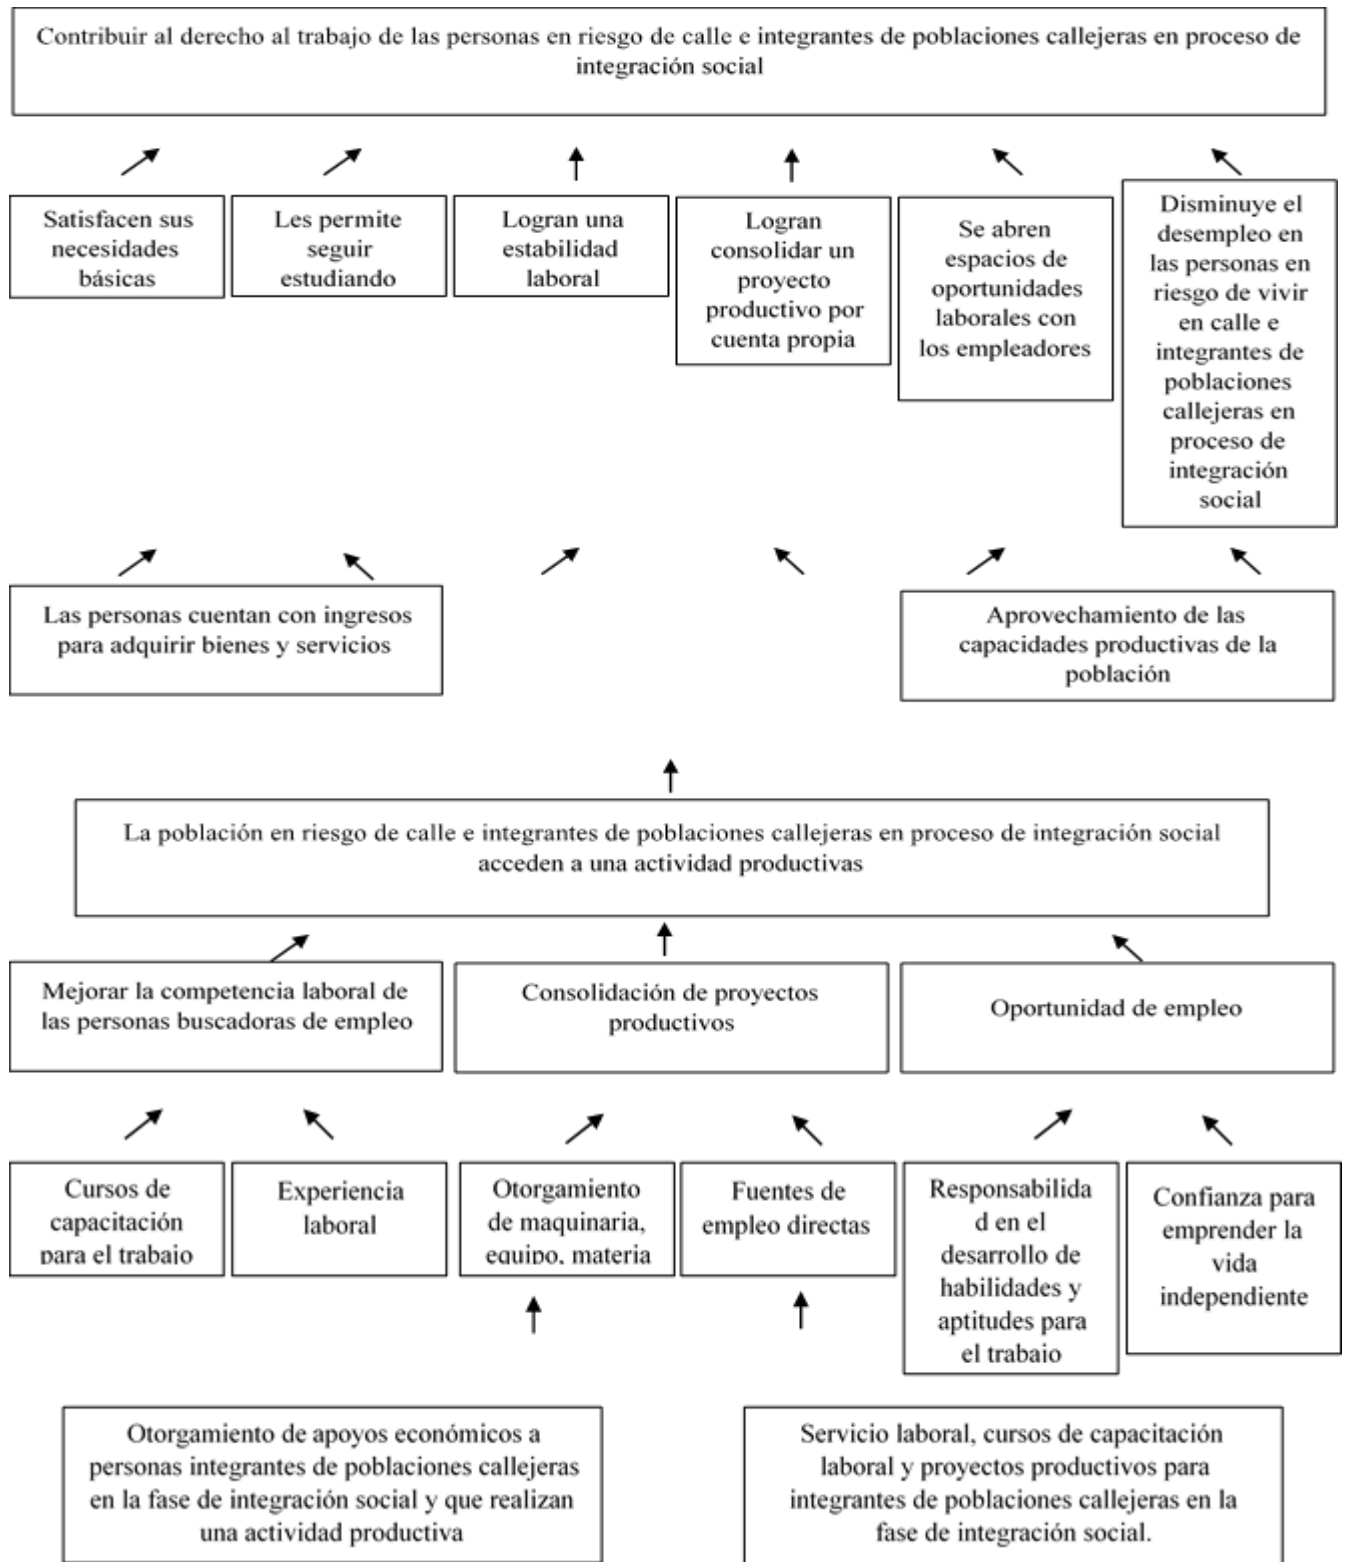 Contribuir al derecho al trabajo de las personas en riesgo de calle e integrantes de poblaciones callejeras en proceso de
integración social
Satisfacen sus
necesidades
básicas
Les permite
seguir
estudiando
Logran una
estabilidad
laboral
Logran
consolidar un
proyecto
productivo por
cuenta propia
Se abren
espacios de
oportunidades
laborales con
los empleadores
Disminuye el
desempleo en
las personas en
riesgo de vivir
en calle e
integrantes de
poblaciones
callejeras en
proceso de
integración
social
Las personas cuentan con ingresos
para adquirir bienes y servicios
Aprovechamiento de las
capacidades productivas de la
población
La población en riesgo de calle e integrantes de poblaciones callejeras en proceso de integración social
acceden a una actividad productivas
Mejorar la competencia laboral de
las personas buscadoras de empleo
Consolidación de proyectos
productivos
Oportunidad de empleo
Cursos de
capacitación
para el trabajo
Experiencia
laboral
Otorgamiento
de maquinaria,
equipo, materia
Fuentes de
empleo directas
Responsabilida
d en el
desarrollo de
habilidades y
aptitudes para
el trabajo
Confianza para
emprender la
vida
independiente
Otorgamiento de apoyos económicos a
personas integrantes de poblaciones callejeras
en la fase de integración social y que realizan
una actividad productiva
Servicio laboral, cursos de capacitación
laboral y proyectos productivos para
integrantes de poblaciones callejeras en la
fase de integración social.